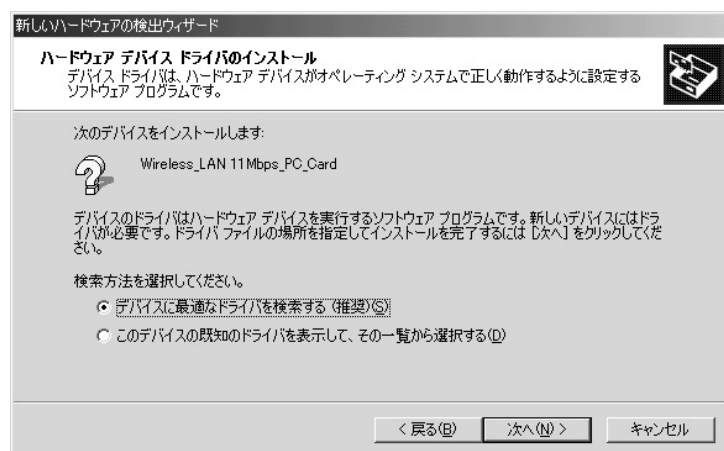 新しいハードウェアの検出ウィザード
ハードウェア デバイス ドライバのインストール
デバイス ドライバは、ハードウェア デバイスがオペレーティング システムで正しく動作するように設定する
ソフトウェア プログラムです。
次のデバイスをインストールします:
Wireless_LAN 11Mbps_PC_Card
デバイスのドライバはハードウェア デバイスを実行するソフトウェア プログラムです。新しいデバイスにはドラ
イバが必要です。ドライバ ファイルの場所を指定してインストールを完了するには [次へ] をクリックしてくだ
さい。
検索方法を選択してください。
デバイスに最適なドライバを検索する (推奨)(S)
このデバイスの既知のドライバを表示して、その一覧から選択する(D)
< 戻る(B) 次へ(N) > キャンセル